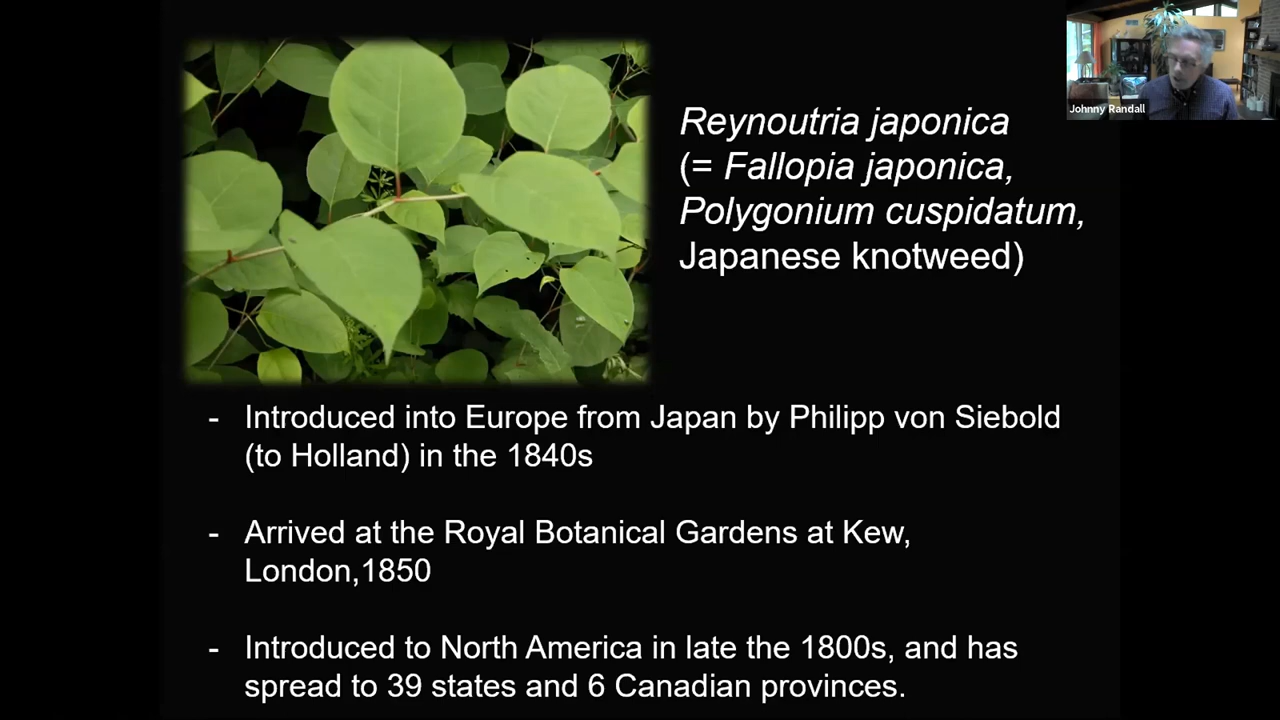 Johnny Randall
Reynoutria japonica
(= Fallopia japonica,
Polygonium cuspidatum,
Japanese knotweed)
- Introduced into Europe from Japan by Philipp von Siebold
(to Holland) in the 1840s
- Arrived at the Royal Botanical Gardens at Kew,
London,1850
- Introduced to North America in late the 1800s, and has
spread to 39 states and 6 Canadian provinces.